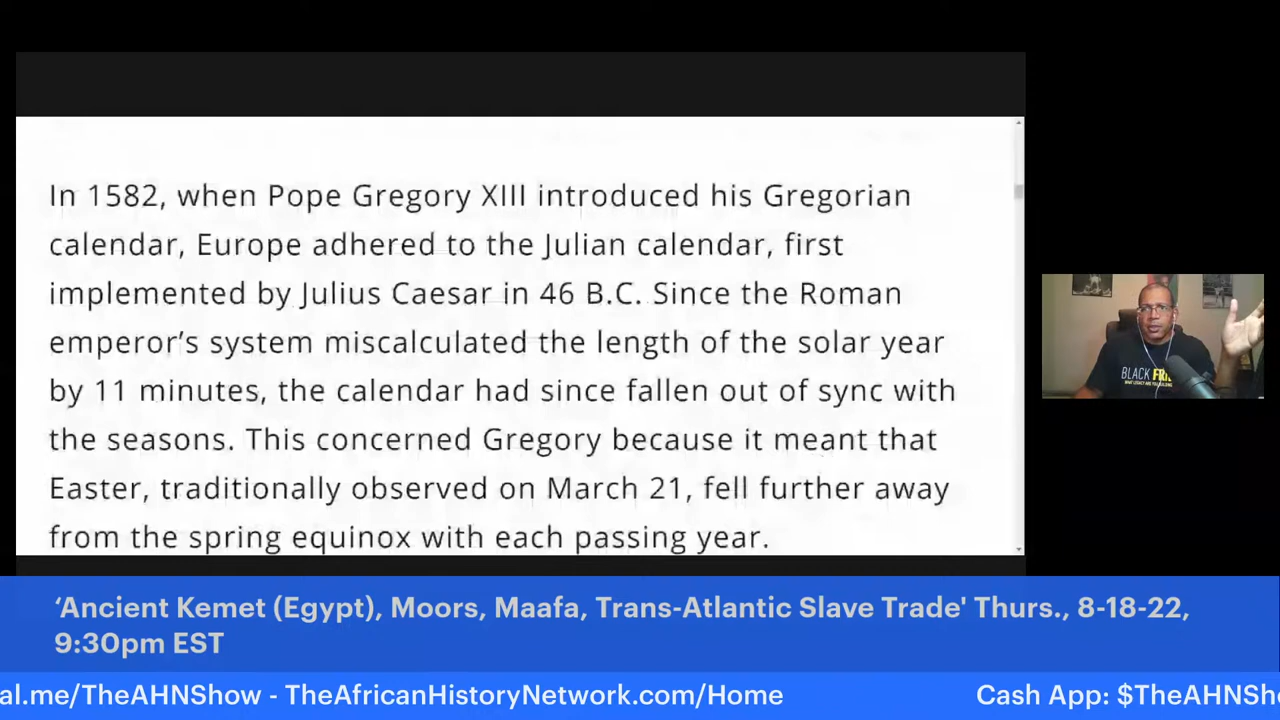 In 1582, when Pope Gregory XIII introduced his Gregorian
calendar, Europe adhered to the Julian calendar, first
implemented by Julius Caesar in 46 B.C. Since the Roman
emperor’s system miscalculated the length of the solar year
by 11 minutes, the calendar had since fallen out of sync with
the seasons. This concerned Gregory because it meant that
Easter, traditionally observed on March 21, fell further away
from the spring equinox with each passing year.
BLACK
‘Ancient Kemet (Egypt), Moors, Maafa, Trans-Atlantic Slave Trade' Thurs., 8-18-22,
9:30pm EST
al.me/TheAHNShow - TheAfricanHistoryNetwork.com/Home Cash App: $TheAHNSh